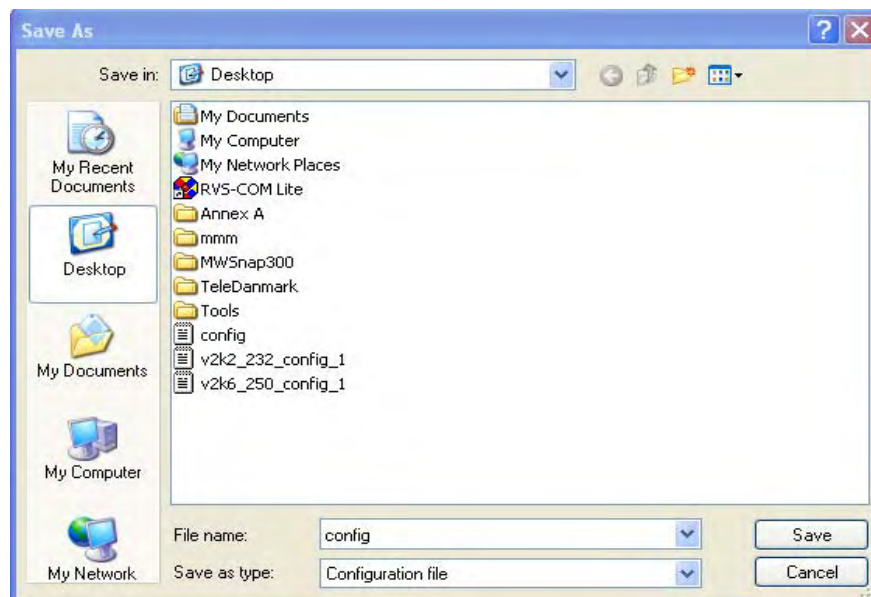 Save As
Save in:
Desktop
My Recent
Documents
Desktop
My Documents
My Computer
My Network
My Documents
My Computer
My Network Places
RVS-COM Lite
Annex A
mmm
MWSnap300
TeleDanmark
Tools
config
v2k2_232_config_1
v2k6_250_config_1
File name:
config
Save
Save as type:
Configuration file
Cancel